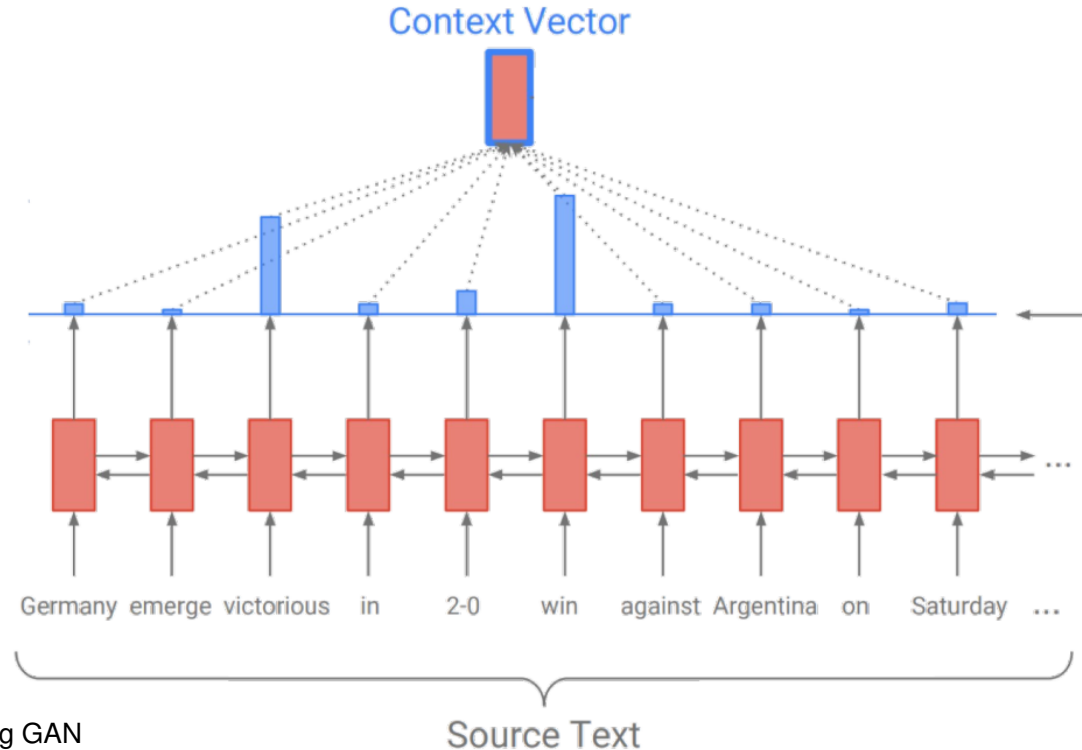 Context Vector
Germany emerge victorious in 2-0 win against Argentina on Saturday ...
...
g GAN
Source Text